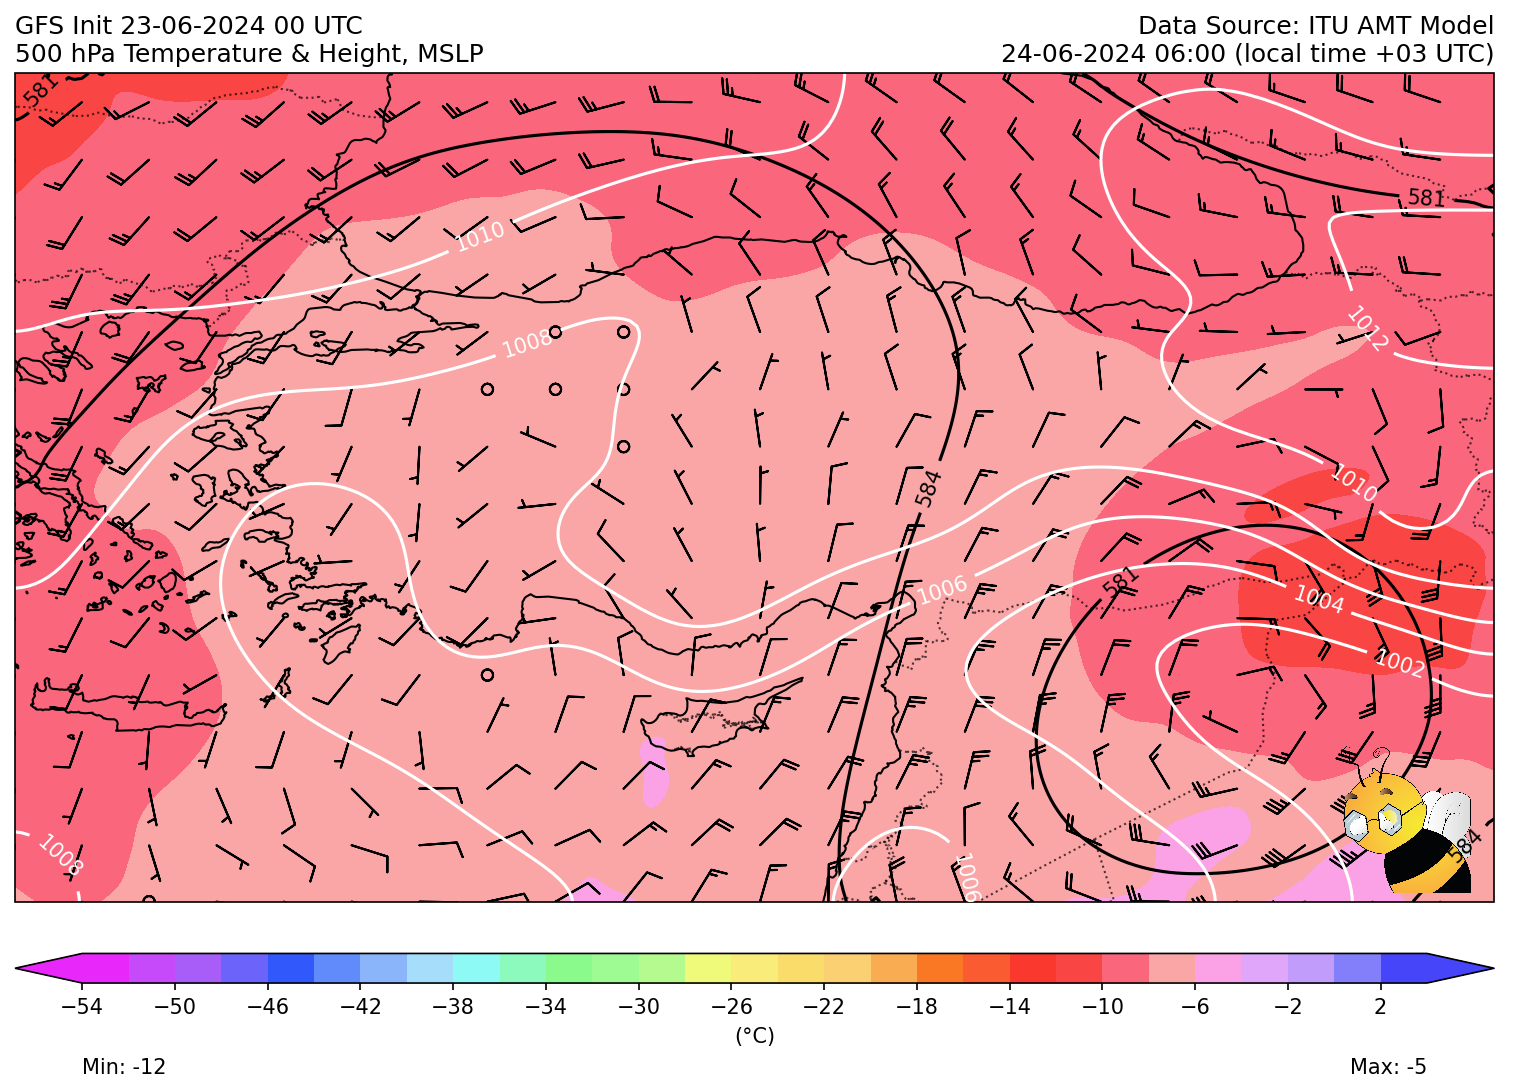 GFS Init 23-06-2024 00 UTC
Data Source: ITU AMT Model
500 hPa Temperature & Height, MSLP
24-06-2024 06:00 (local time +03 UTC)
581
581
1010
1008
1012
1010
584
581
1006
1004
1002
1008
1006
584
−54 −50 −46 −42 −38 −34 −30 −26 −22 −18 −14 −10 −6 −2 2
(°C)
Min: -12
Max: -5